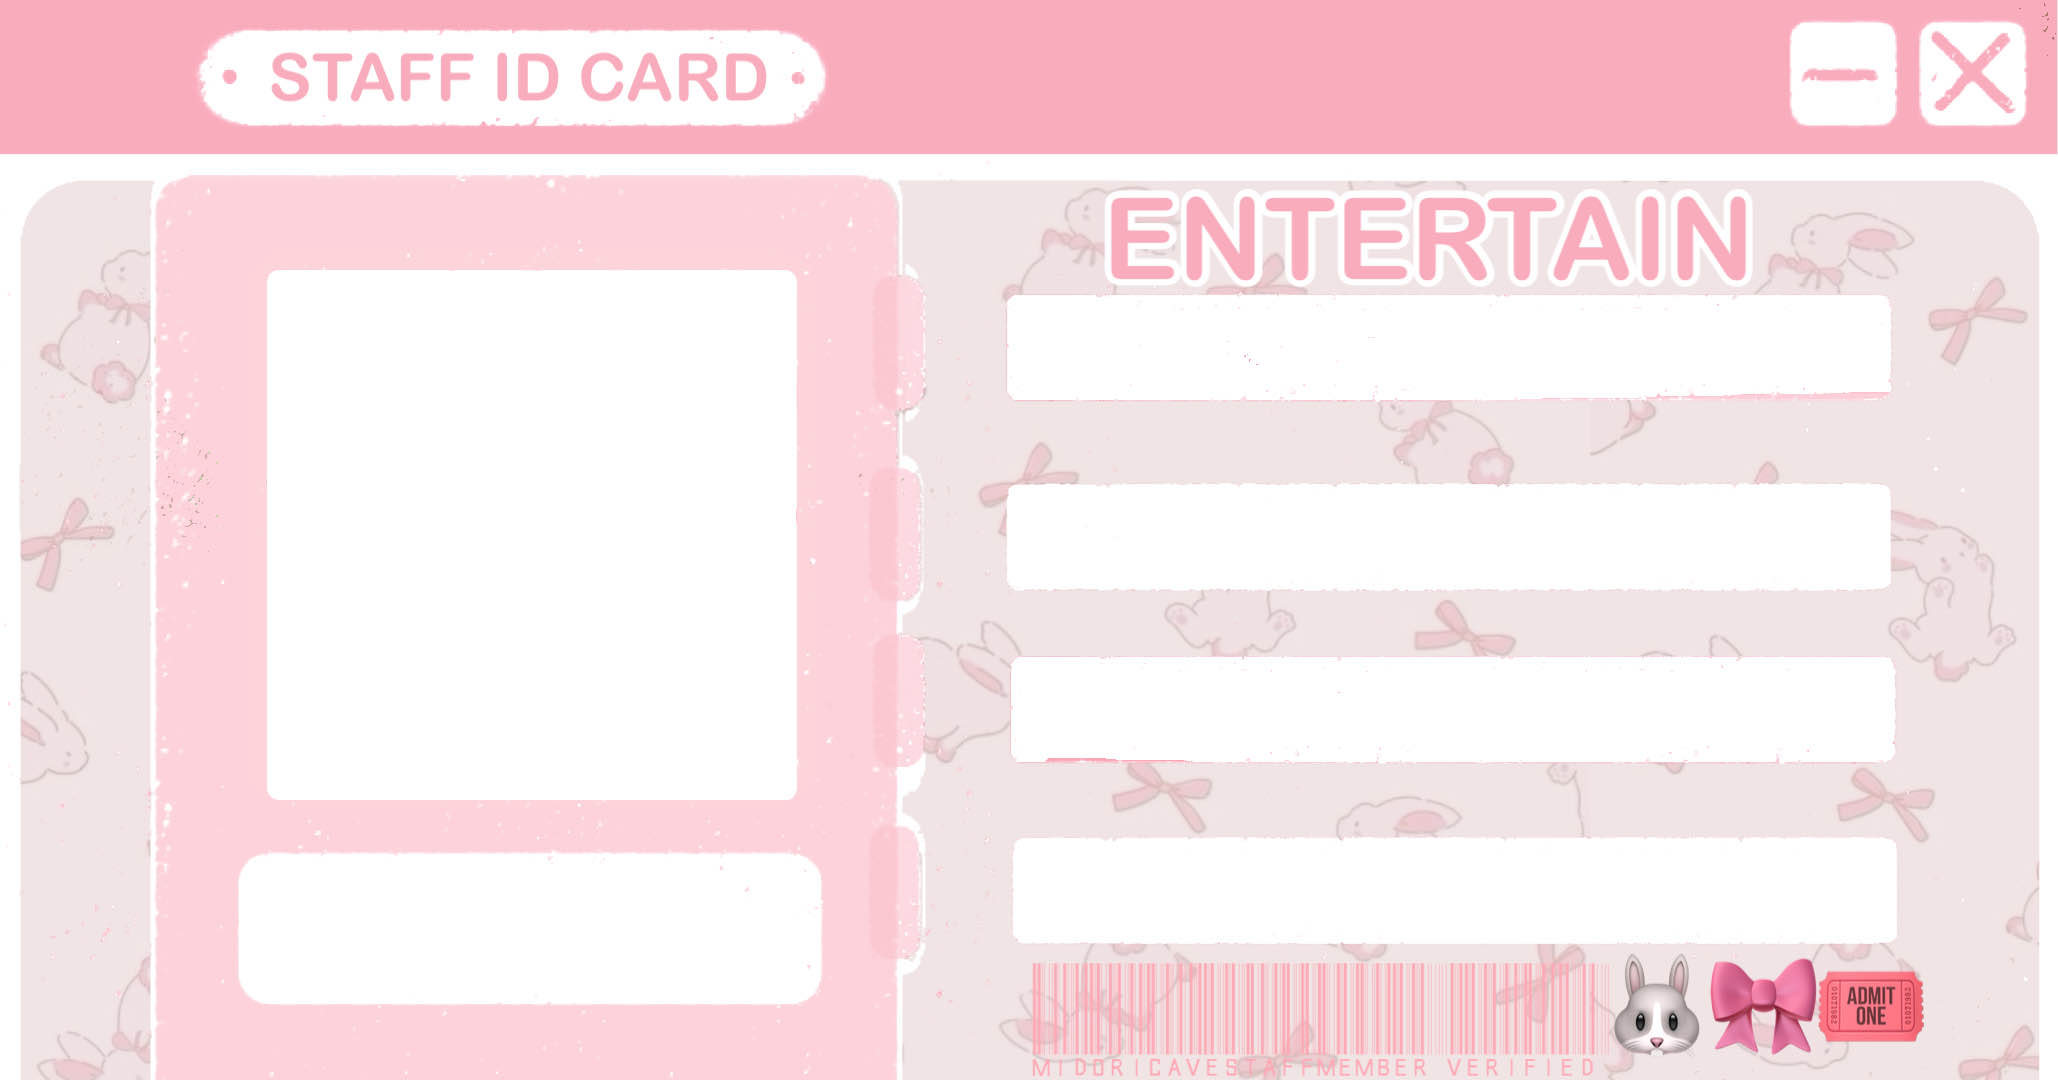 STAFF ID CARD
ENTERTAIN
ADMIT
ONE
MIDORICAVESTAFFMEMBER VERIFIED